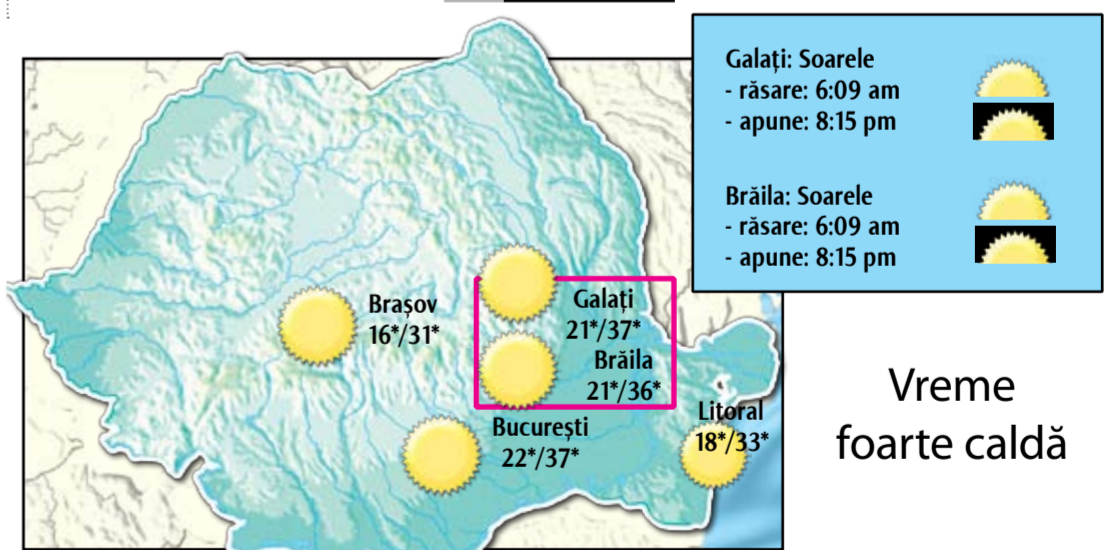 Galați: Soarele
- răsare: 6:09 am
- apune: 8:15 pm
Brăila: Soarele
- răsare: 6:09 am
- apune: 8:15 pm
Brașov
16*/31*
Galați
21*/37*
Brăila
21*/36*
București
22*/37*
Litoral
18*/33*
Vreme
foarte caldă